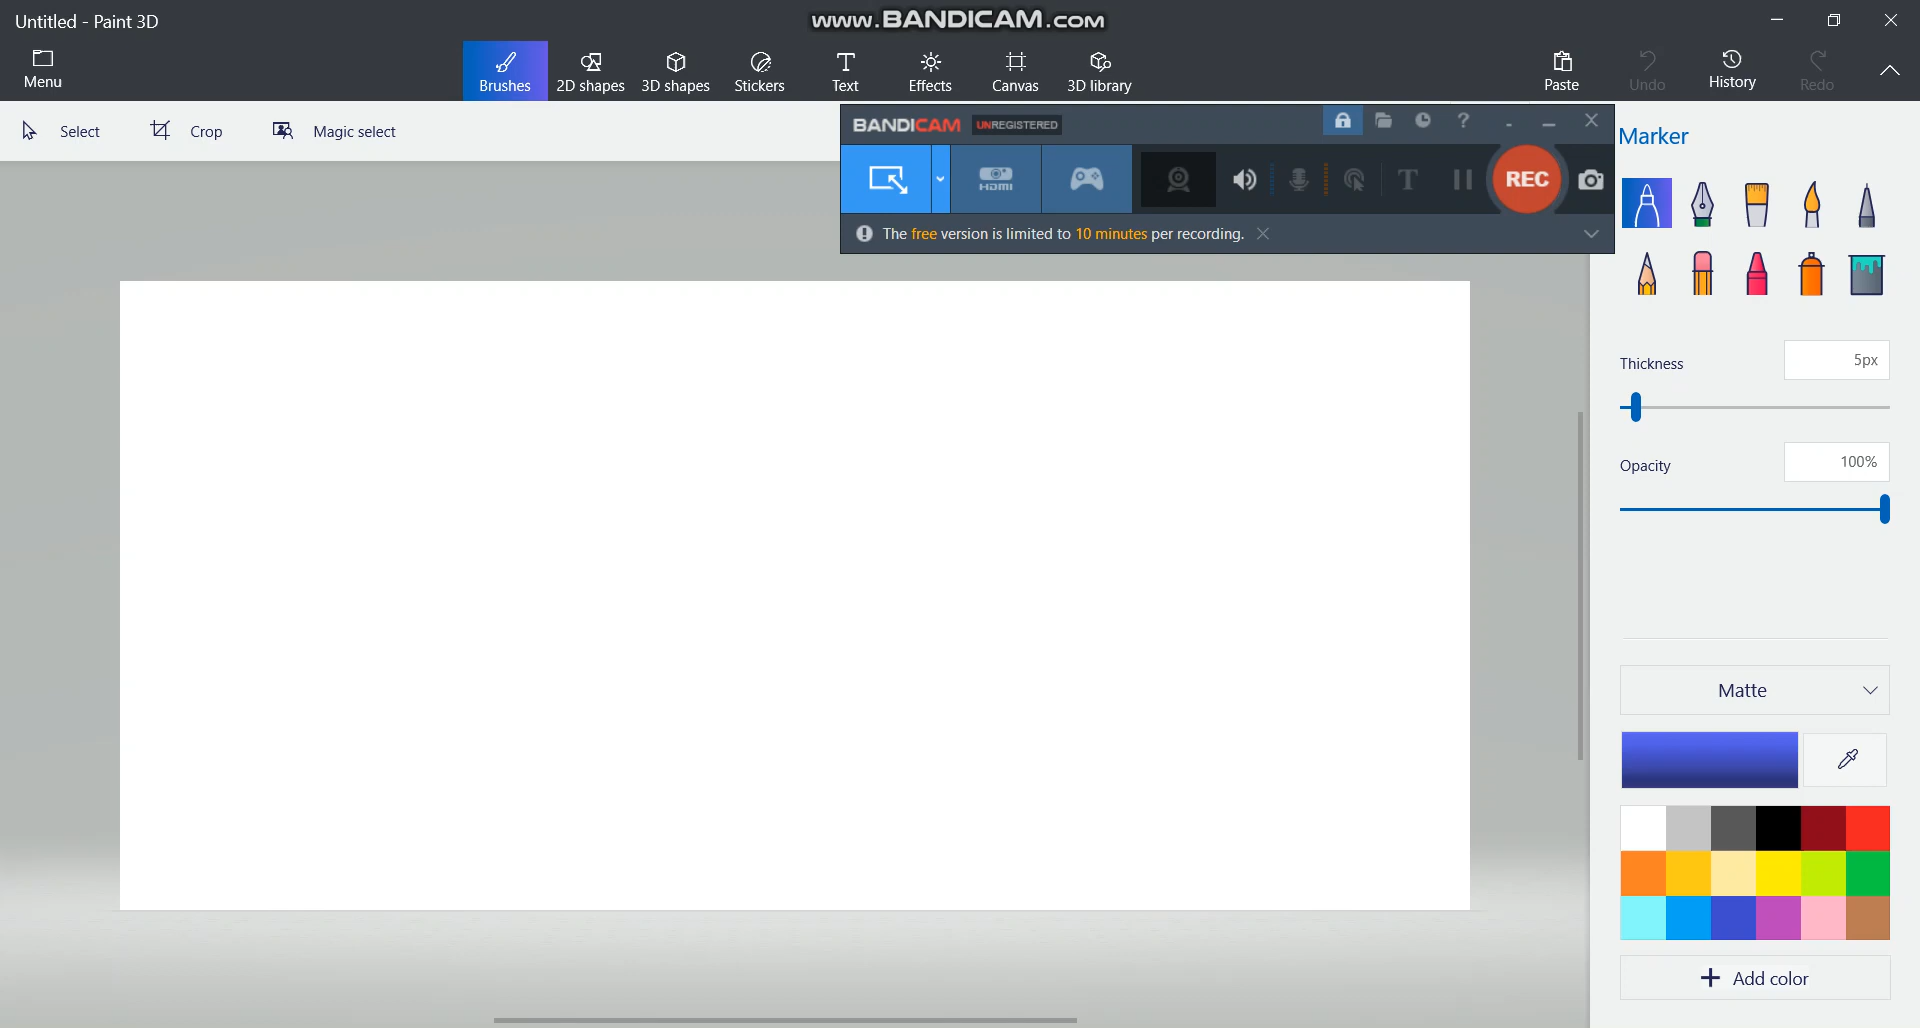 Untitled - Paint 3D
www.BANDICAM.com
Menu
Brushes
2D shapes
3D shapes
Stickers
Text
Effects
Canvas
3D library
Paste
Undo
History
Redo
Select
Crop
Magic select
BANDICAM UNREGISTERED
?
HDMI
T
REC
The free version is limited to 10 minutes per recording.
Marker
Thickness
5px
Opacity
100%
Matte
Add color